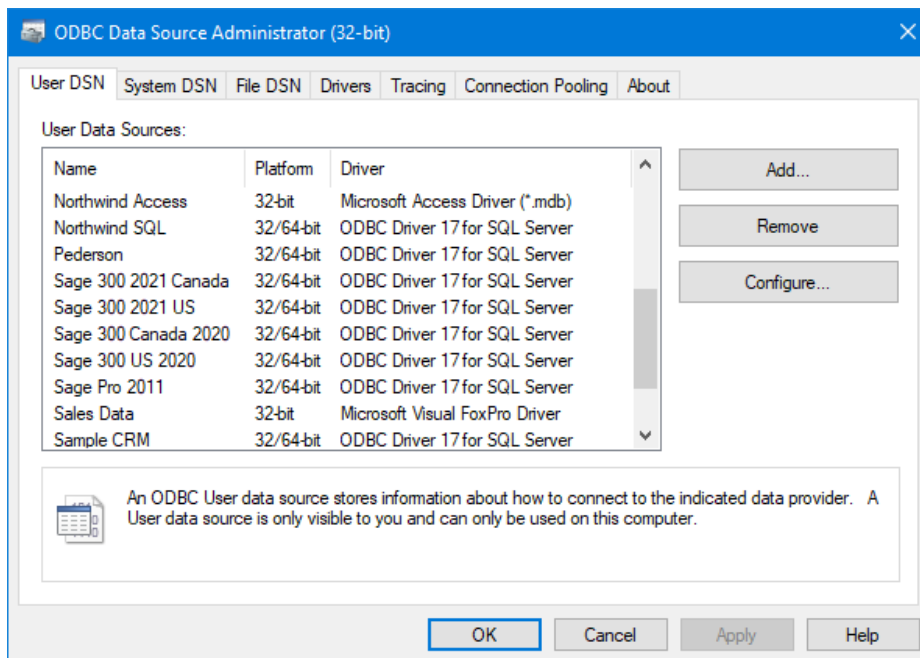 ODBC Data Source Administrator (32-bit)
User DSN System DSN File DSN Drivers Tracing Connection Pooling About
User Data Sources:
Name Platform Driver
Northwind Access 32-bit Microsoft Access Driver (*.mdb)
Northwind SQL 32/64-bit ODBC Driver 17 for SQL Server
Pederson 32/64-bit ODBC Driver 17 for SQL Server
Sage 300 2021 Canada 32/64-bit ODBC Driver 17 for SQL Server
Sage 300 2021 US 32/64-bit ODBC Driver 17 for SQL Server
Sage 300 Canada 2020 32/64-bit ODBC Driver 17 for SQL Server
Sage 300 US 2020 32/64-bit ODBC Driver 17 for SQL Server
Sage Pro 2011 32/64-bit ODBC Driver 17 for SQL Server
Sales Data 32-bit Microsoft Visual FoxPro Driver
Sample CRM 32/64-bit ODBC Driver 17 for SQL Server
Add...
Remove
Configure...
An ODBC User data source stores information about how to connect to the indicated data provider. A
User data source is only visible to you and can only be used on this computer.
OK Cancel Apply Help